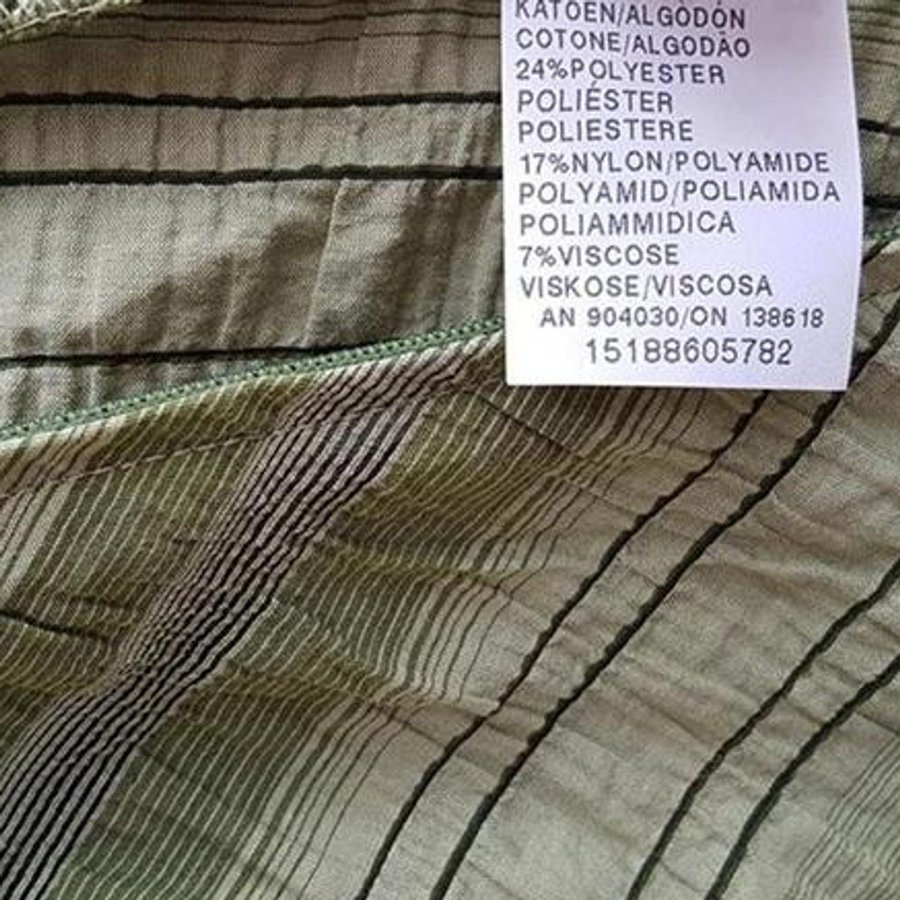 KATOEN/ALGODÓN
COTONE/ALGODÃO
24%POLYESTER
POLIÉSTER
POLIESTERE
17%NYLON/POLYAMIDE
POLYAMID/POLIAMIDA
POLIAMMIDICA
7%VISCOSE
VISKOSE/VISCOSA
AN 904030/ON 138618
15188605782